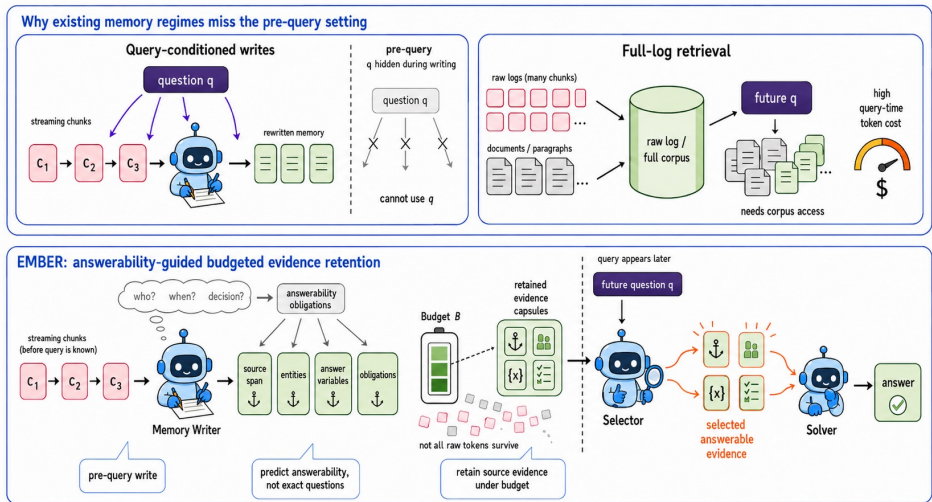 Why existing memory regimes miss the pre-query setting
Query-conditioned writes
question q
streaming chunks
C1
C2
C3
rewritten memory
pre-query
q hidden during writing
question q
cannot use q
Full-log retrieval
raw logs (many chunks)
...
documents / paragraphs
...
raw log /
full corpus
future q
...
needs corpus access
high
query-time
token cost
$
EMBER: answerability-guided budgeted evidence retention
who? when? decision?
answerability
obligations
streaming chunks
(before query is known)
C1
C2
C3
Memory Writer
source
span
entities
answer
variables
obligations
pre-query write
predict answerability,
not exact questions
Budget B
retained
evidence
capsules
{x}
not all raw tokens survive
retain source evidence
under budget
query appears later
future question q
Selector
{x}
selected
answerable
evidence
Solver
answer